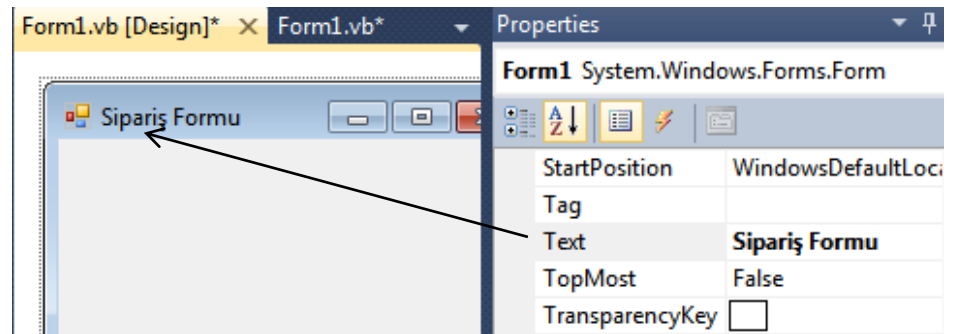 Form1.vb [Design]* Form1.vb*
Sipariş Formu
Properties
Form1 System.Windows.Forms.Form
StartPosition WindowsDefaultLoca
Tag
Text Sipariş Formu
TopMost False
TransparencyKey